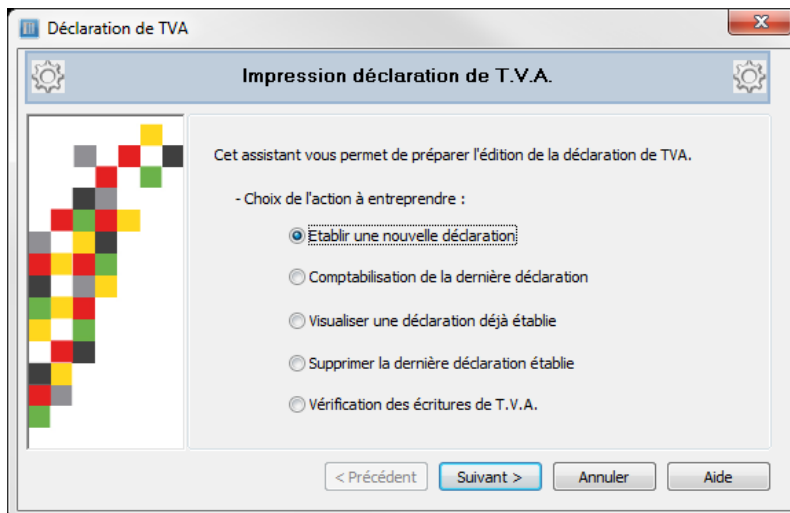 Déclaration de TVA
Impression déclaration de T.V.A.
Cet assistant vous permet de préparer l'édition de la déclaration de TVA.
- Choix de l'action à entreprendre :
Etablir une nouvelle déclaration
Comptabilisation de la dernière déclaration
Visualiser une déclaration déjà établie
Supprimer la dernière déclaration établie
Vérification des écritures de T.V.A.
< Précédent Suivant > Annuler Aide